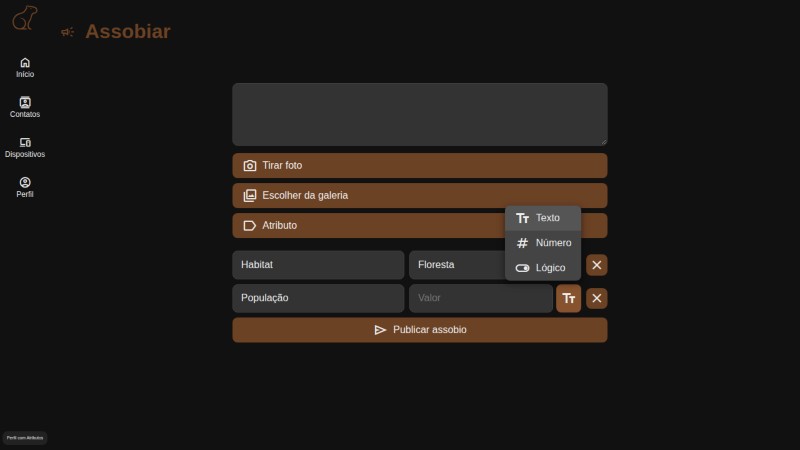 Assobiar
Início
Contatos
Dispositivos
Perfil
Tirar foto
Escolher da galeria
Atributo
Texto
Número
Lógico
Habitat
Floresta
População
Valor
Publicar assobio
Perfil com Atributos